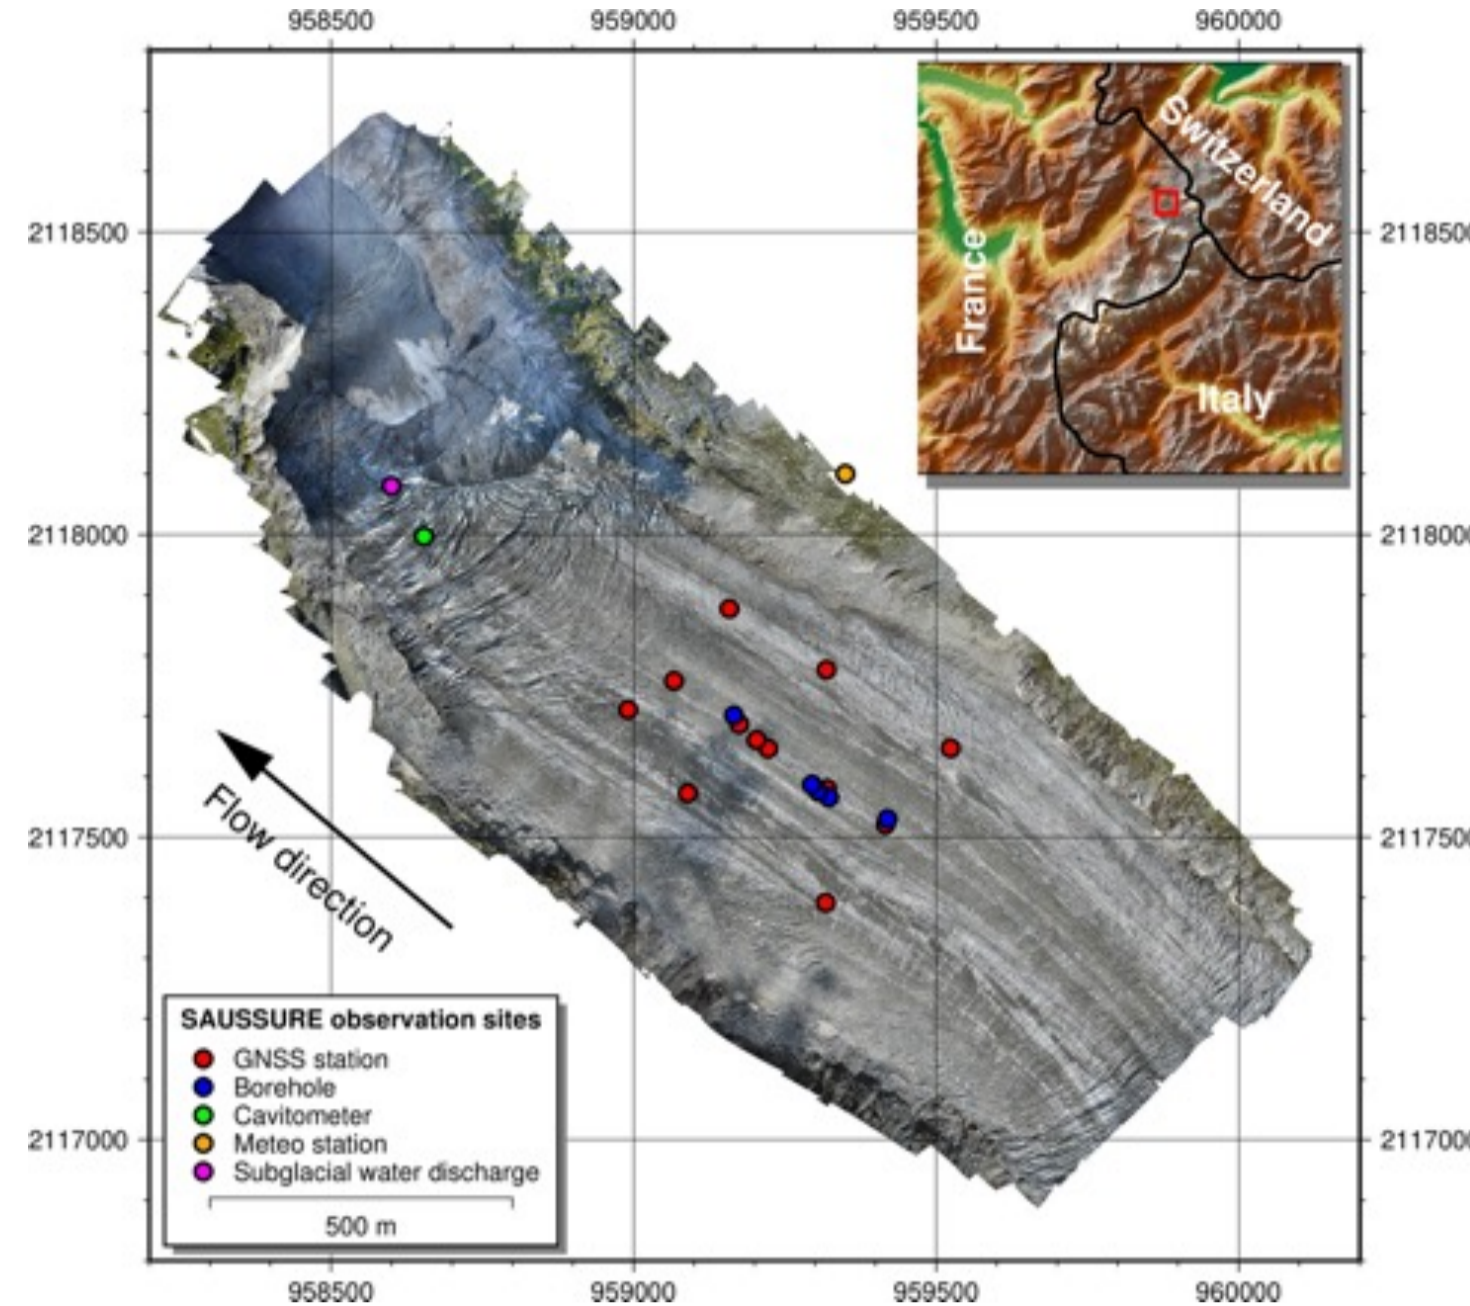 958500 959000 959500 960000
Switzerland
France
Italy
2118500 2118500
2118000 2118000
2117500 2117500
2117000 2117000
Flow direction
SAUSSURE observation sites
GNSS station
Borehole
Cavitometer
Meteo station
Subglacial water discharge
500 m
958500 959000 959500 960000